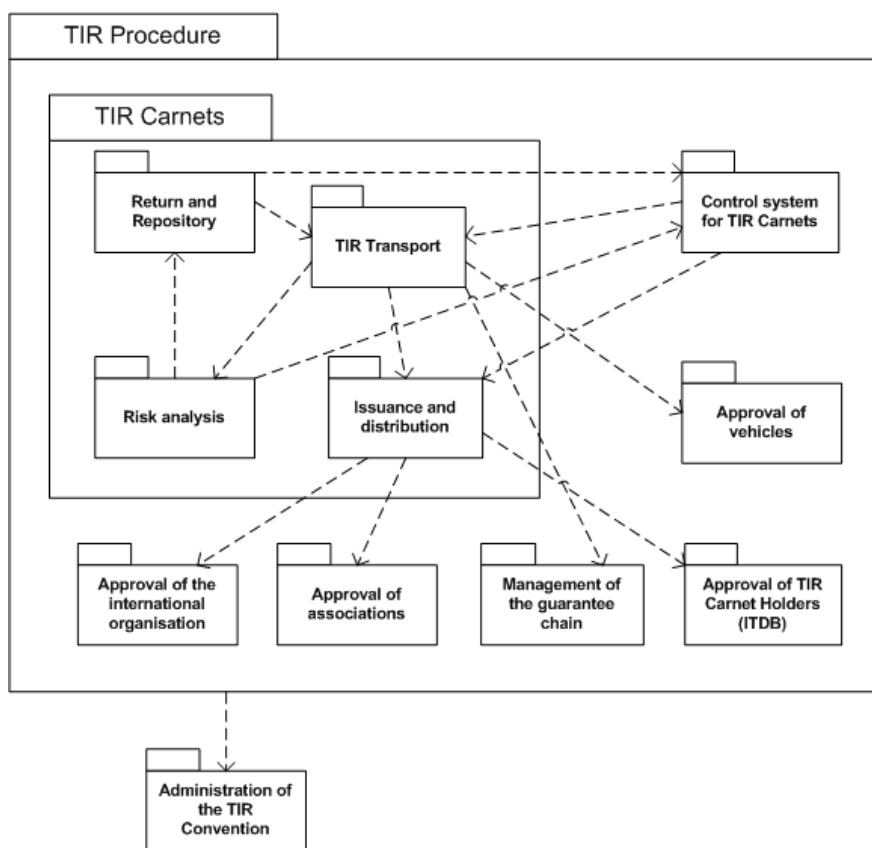 TIR Procedure
TIR Carnets
Return and
Repository
TIR Transport
Control system
for TIR Carnets
Risk analysis
Issuance and
distribution
Approval of
vehicles
Approval of the
international
organisation
Approval of
associations
Management of
the guarantee
chain
Approval of TIR
Carnet Holders
(ITDB)
Administration of
the TIR
Convention